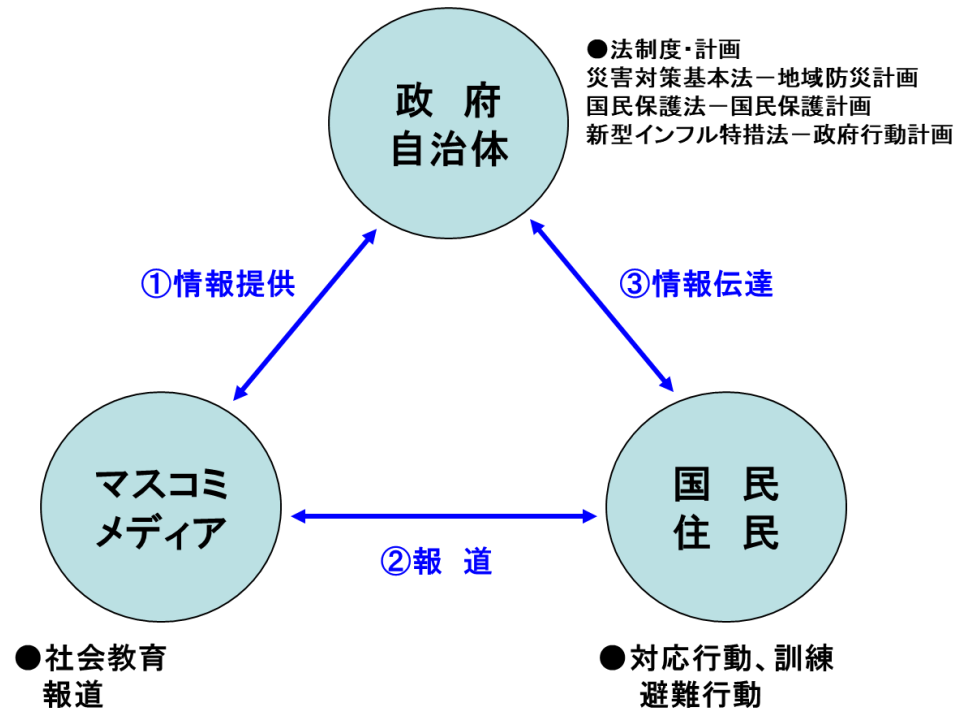 ●法制度・計画
災害対策基本法－地域防災計画
国民保護法－国民保護計画
新型インフル特措法－政府行動計画
政　府
自治体
①情報提供
③情報伝達
マスコミ
メディア
国　民
住　民
②報　道
●社会教育
報道
●対応行動、訓練
避難行動